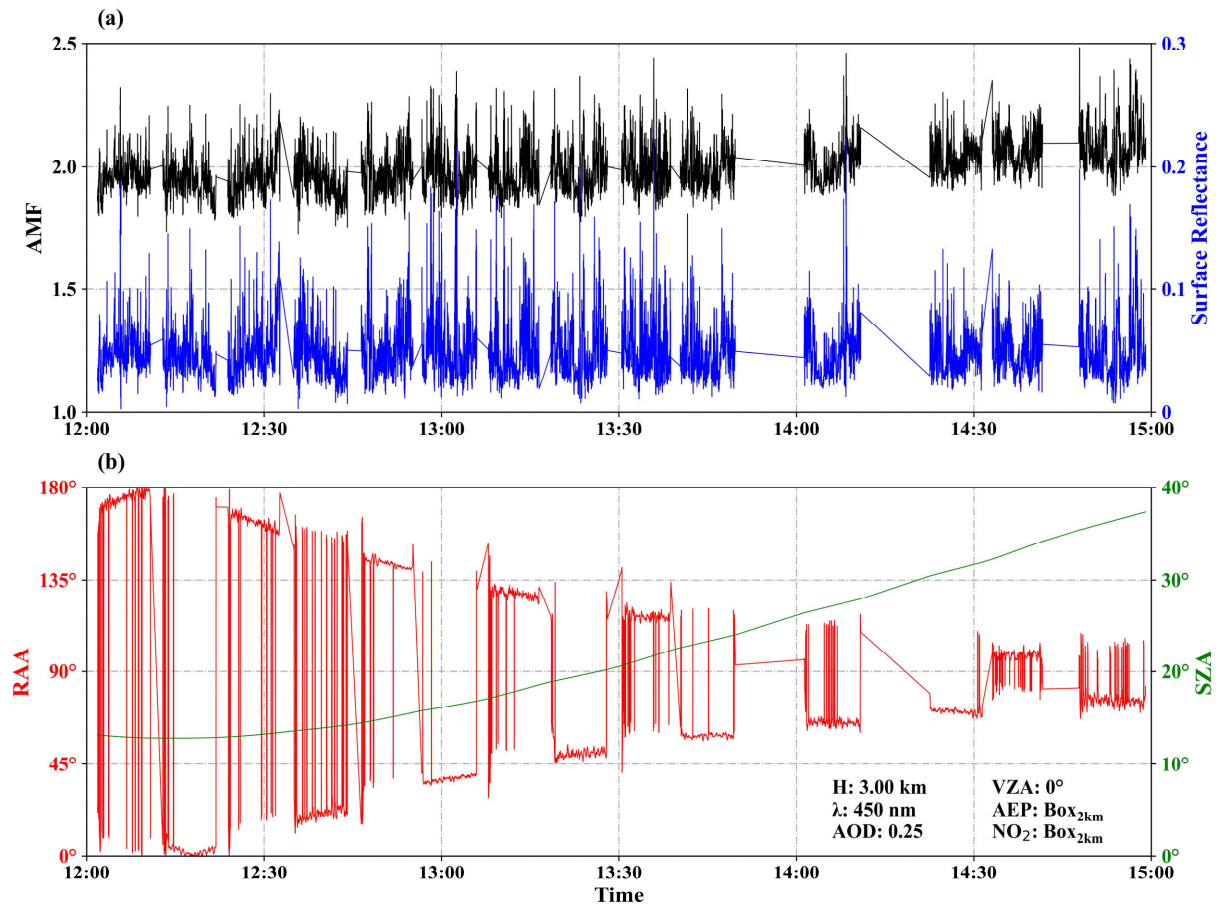 (a)
2.5
2.0
1.5
1.0
AMF
0.3
0.2
0.1
0
Surface Reflectance
12:00 12:30 13:00 13:30 14:00 14:30 15:00
(b)
180°
135°
90°
45°
0°
RAA
40°
30°
20°
10°
0°
SZA
H: 3.00 km VZA: 0°
λ: 450 nm AEP: Box2km
AOD: 0.25 NO2: Box2km
12:00 12:30 13:00 13:30 14:00 14:30 15:00
Time